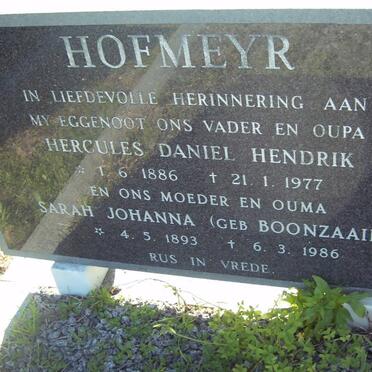 HOFMEYR
IN LIEFDEVOLLE HERINNERING AAN
MY EGGENOOT ONS VADER EN OUPA
HERCULES DANIEL HENDRIK
* 1. 6. 1886 † 21. 1. 1977
EN ONS MOEDER EN OUMA
SARAH JOHANNA (GEB BOONZAAI
* 4. 5. 1893 † 6. 3. 1986
RUS IN VREDE.